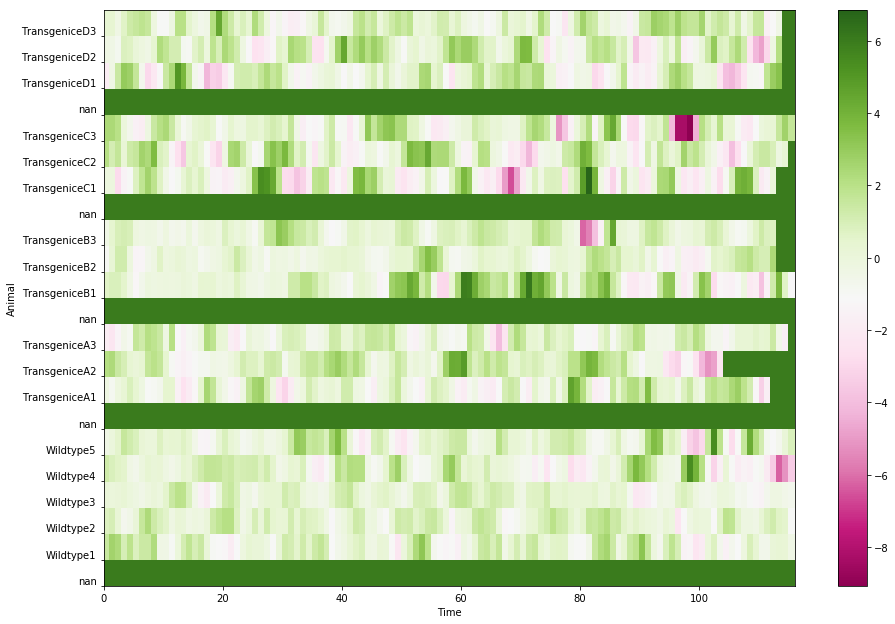 TransgeniceD3
TransgeniceD2
TransgeniceD1
nan
TransgeniceC3
TransgeniceC2
TransgeniceC1
nan
TransgeniceB3
TransgeniceB2
TransgeniceB1
nan
TransgeniceA3
TransgeniceA2
TransgeniceA1
nan
Wildtype5
Wildtype4
Wildtype3
Wildtype2
Wildtype1
nan
Animal
0 20 40 60 80 100
Time
6
4
2
0
−2
−4
−6
−8